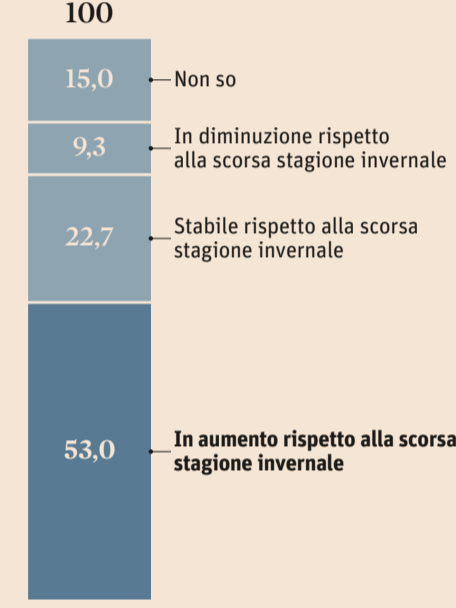 100
15,0
Non so
9,3
In diminuzione rispetto
alla scorsa stagione invernale
22,7
Stabile rispetto alla scorsa
stagione invernale
53,0
In aumento rispetto alla scorsa
stagione invernale